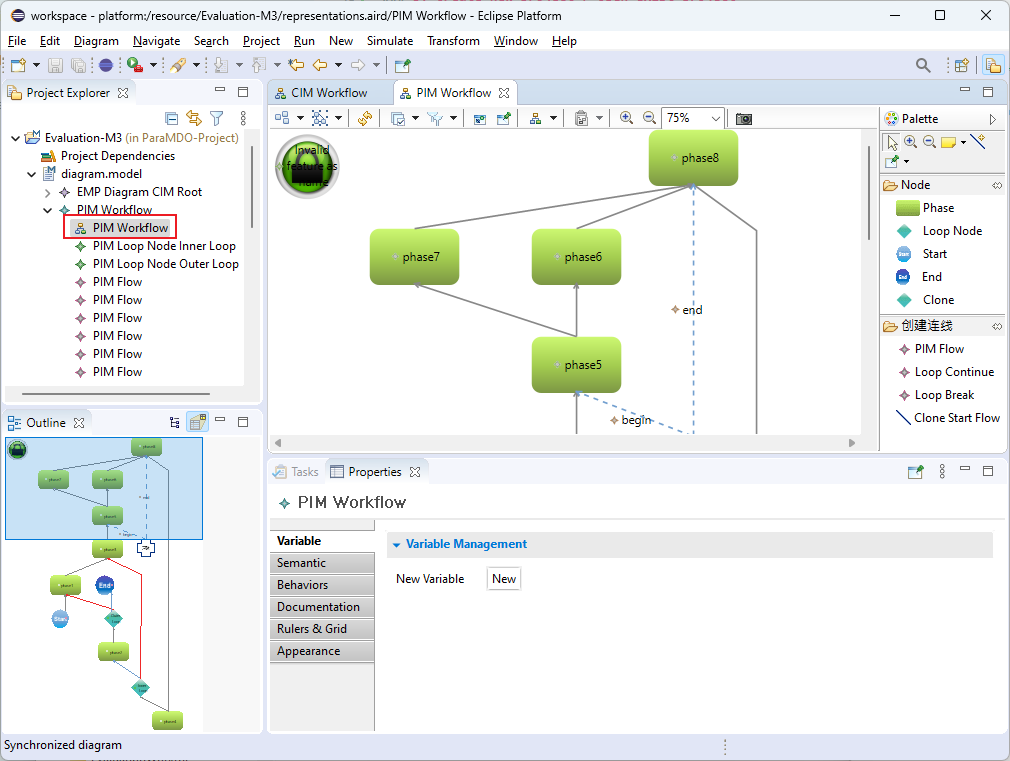 workspace - platform:/resource/Evaluation-M3/representations.aird/PIM Workflow - Eclipse Platform
File Edit Diagram Navigate Search Project Run New Simulate Transform Window Help
Project Explorer
Evaluation-M3 (in ParaMDO-Project)
Project Dependencies
diagram.model
EMP Diagram CIM Root
PIM Workflow
PIM Workflow
PIM Loop Node Inner Loop
PIM Loop Node Outer Loop
PIM Flow
PIM Flow
PIM Flow
PIM Flow
PIM Flow
PIM Flow
CIM Workflow
PIM Workflow
75%
Invalid
feature as
name
phase8
phase7
phase6
end
phase5
begin
Palette
Node
Phase
Loop Node
Start
End
Clone
创建连线
PIM Flow
Loop Continue
Loop Break
Clone Start Flow
Outline
End
Start
Tasks
Properties
PIM Workflow
Variable
Semantic
Behaviors
Documentation
Rulers & Grid
Appearance
Variable Management
New Variable
New
Synchronized diagram